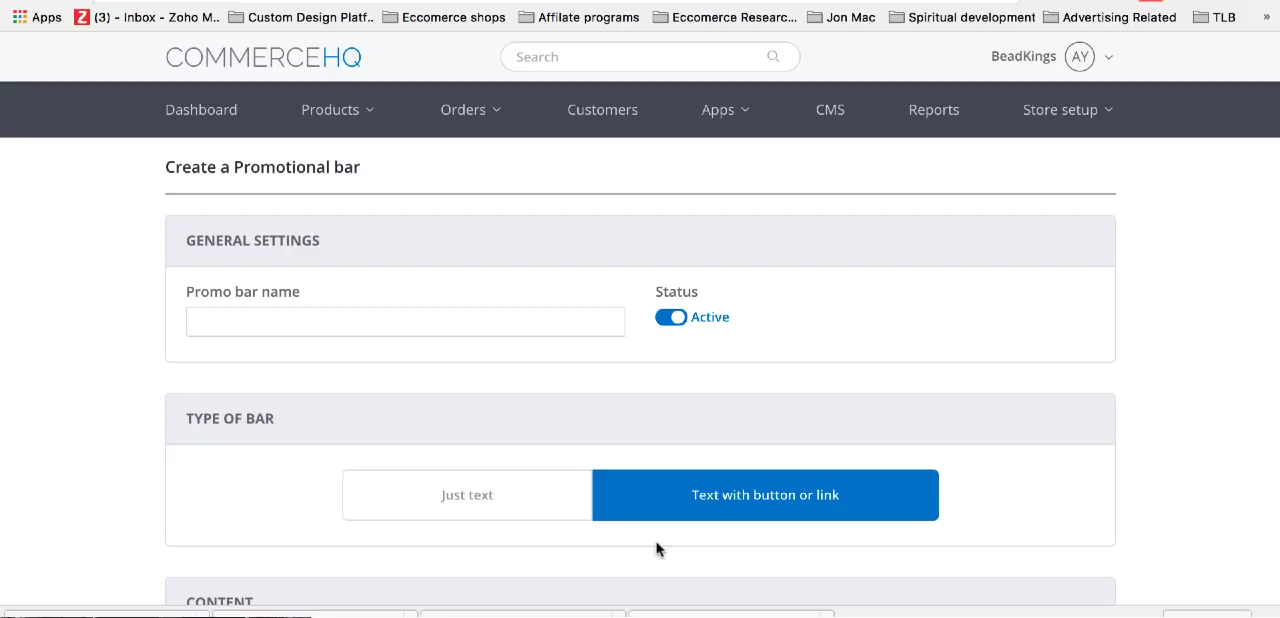 Apps (3) - Inbox - Zoho M.. Custom Design Platf.. Eccomerce shops Affilate programs Eccomerce Researc... Jon Mac Spiritual development Advertising Related TLB »
COMMERCEHQ Search BeadKings AY
Dashboard Products Orders Customers Apps CMS Reports Store setup
Create a Promotional bar
GENERAL SETTINGS
Promo bar name Status
Active
TYPE OF BAR
Just text Text with button or link
CONTENT